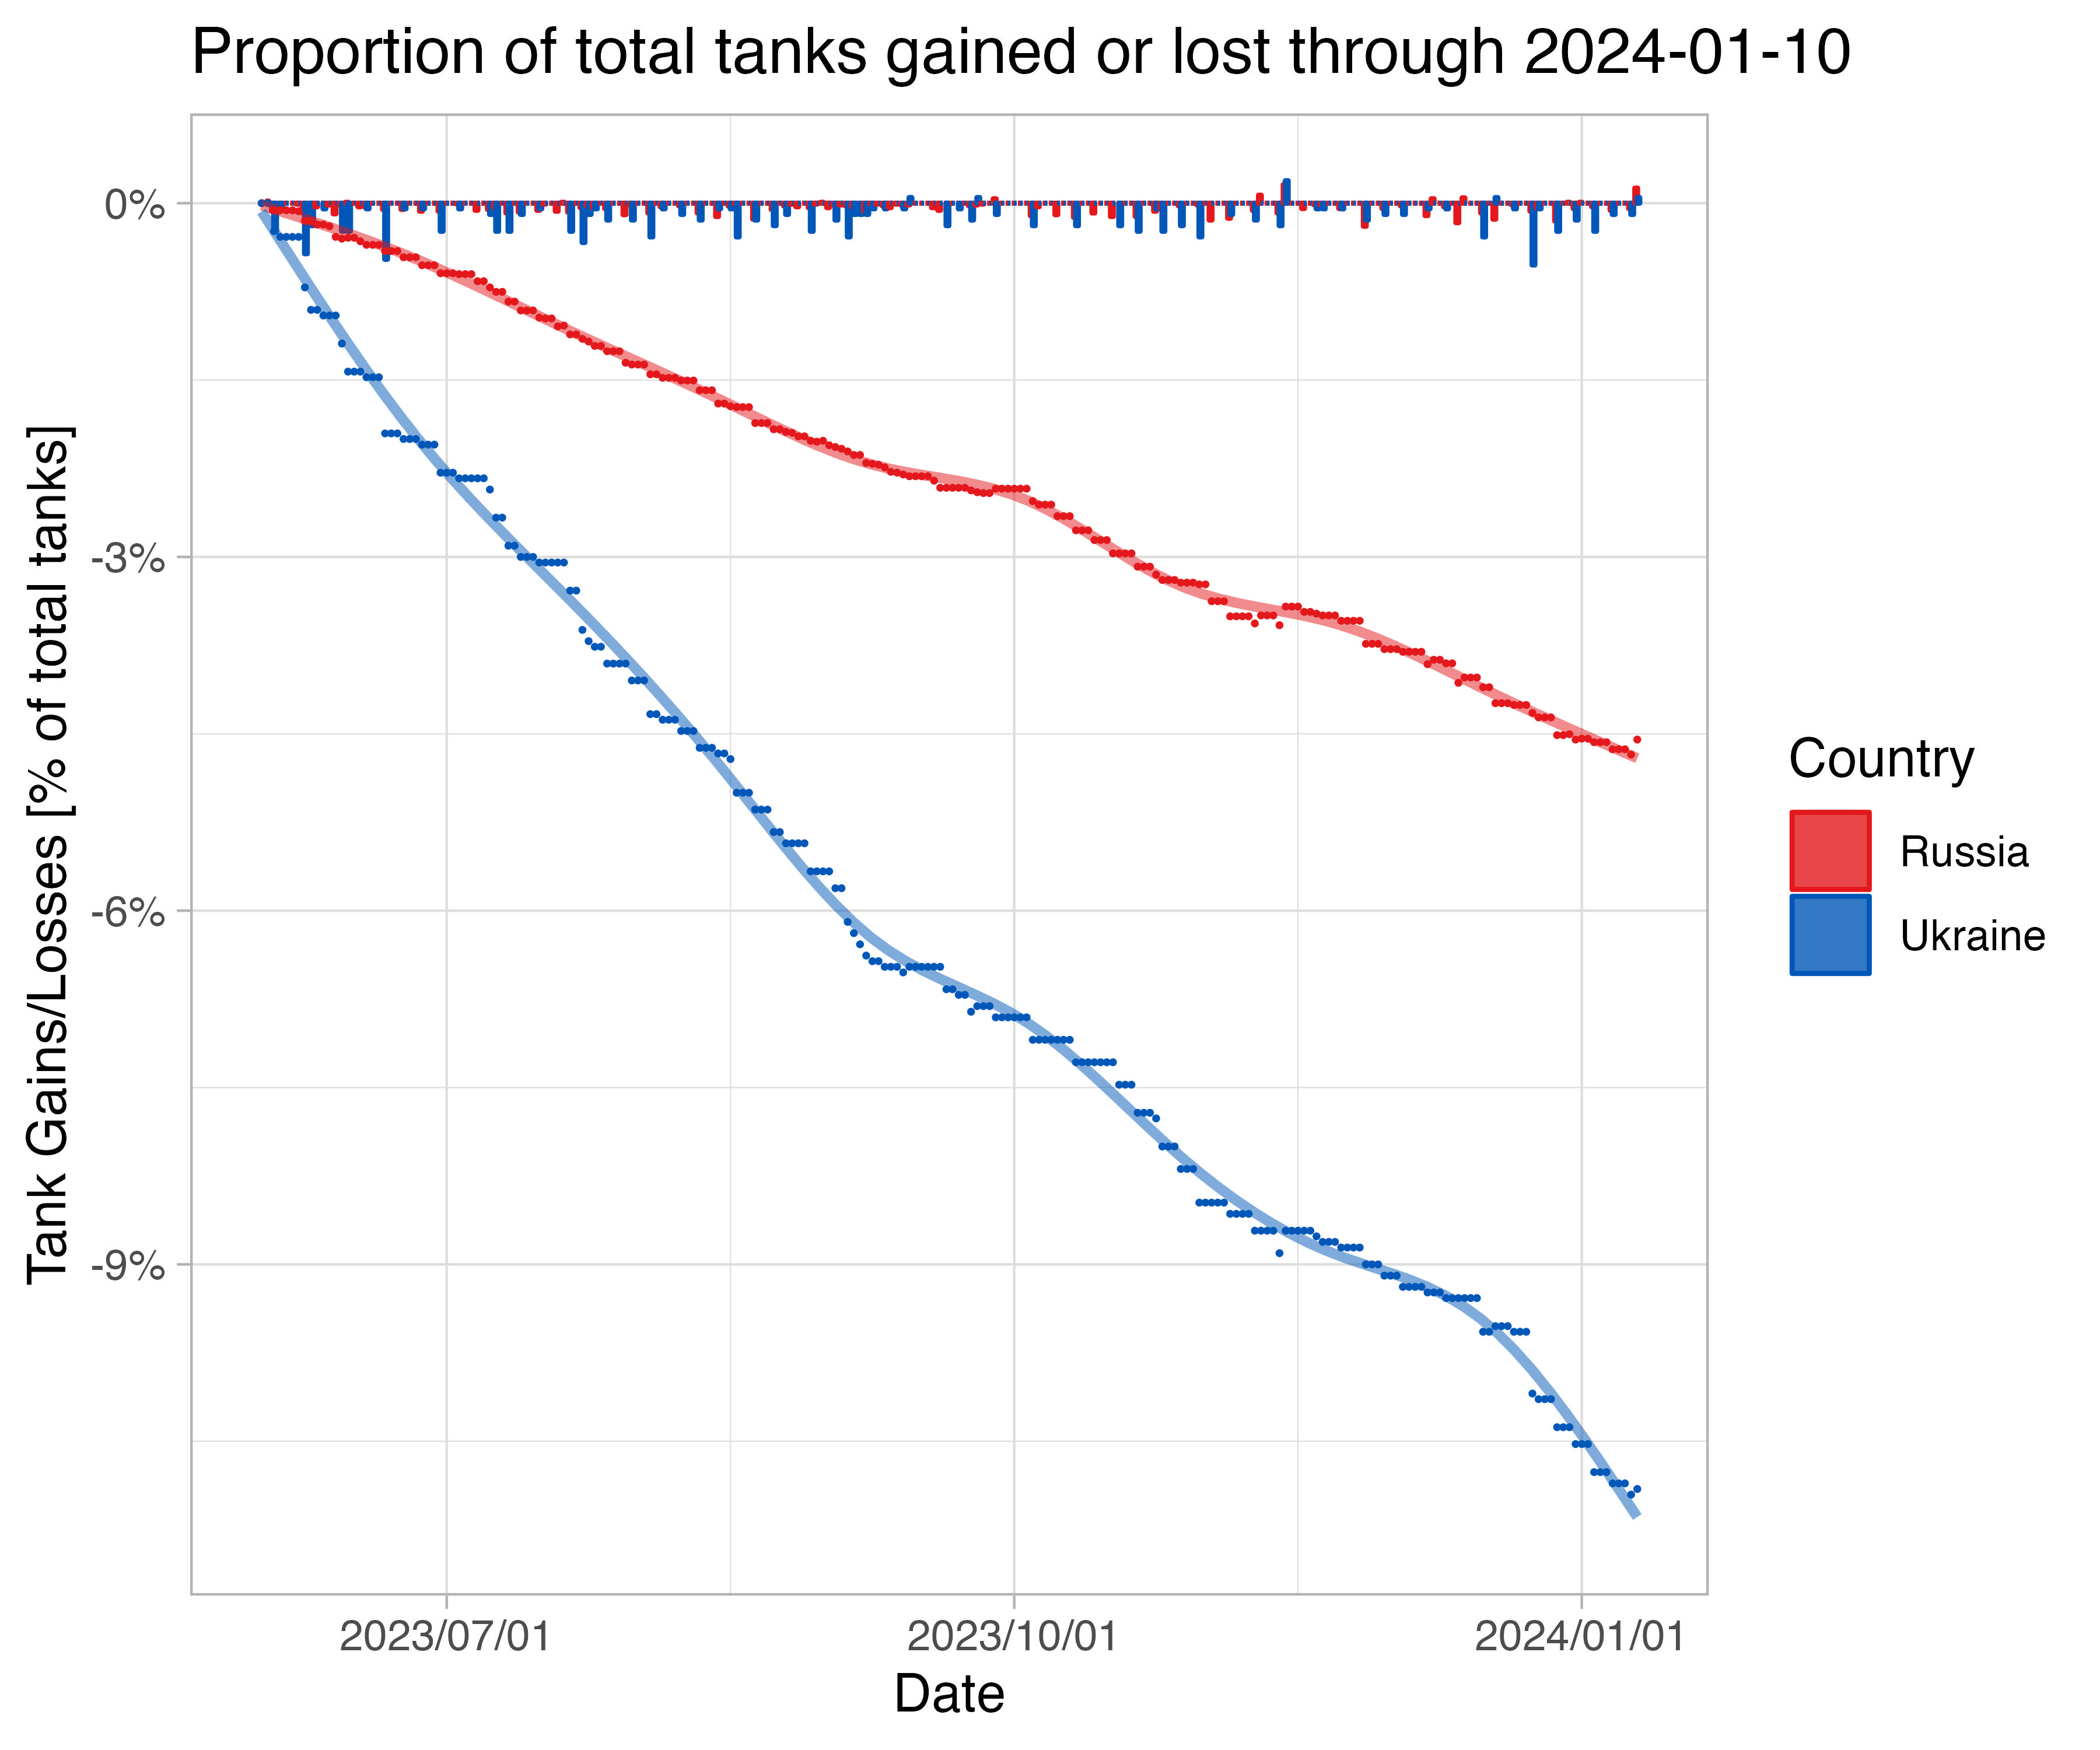 Proportion of total tanks gained or lost through 2024-01-10
Tank Gains/Losses [% of total tanks]
0%
-3%
-6%
-9%
2023/07/01
2023/10/01
2024/01/01
Date
Country
Russia
Ukraine